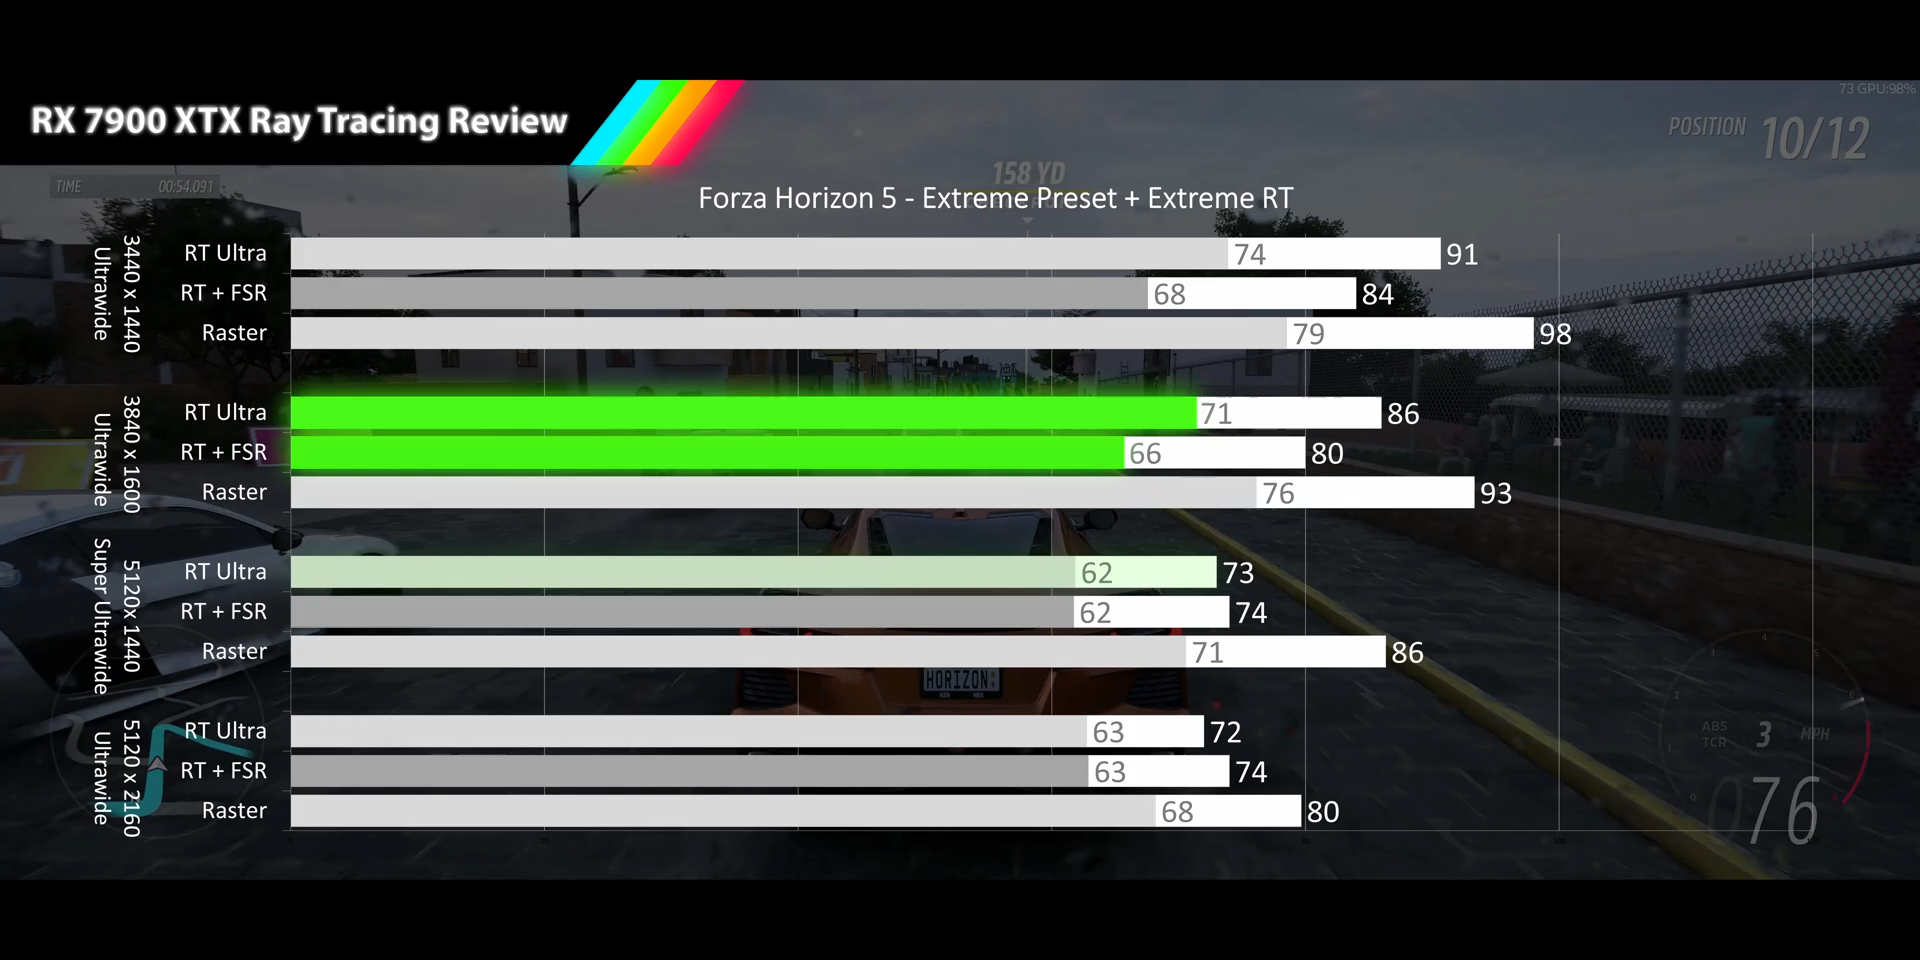 RX 7900 XTX Ray Tracing Review
73 GPU:98%
POSITION 10/12
TIME 00:54.091
158 YD
Forza Horizon 5 - Extreme Preset + Extreme RT
3440 x 1440
Ultrawide
RT Ultra 74 91
RT + FSR 68 84
Raster 79 98
3840 x 1600
Ultrawide
RT Ultra 71 86
RT + FSR 66 80
Raster 76 93
5120x 1440
Super Ultrawide
RT Ultra 62 73
RT + FSR 62 74
Raster 71 86
HORIZON
5120 x 2160
Ultrawide
RT Ultra 63 72
RT + FSR 63 74
Raster 68 80
ABS
TCR
3
MPH
076